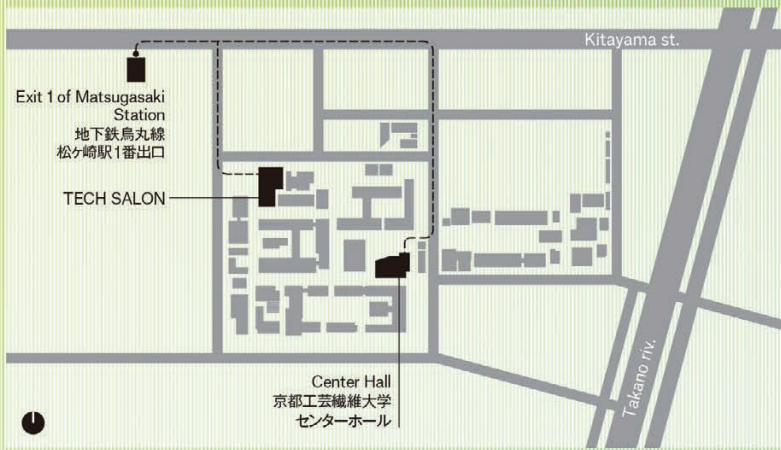 Kitayama st.
Exit 1 of Matsugasaki
Station
地下鉄烏丸線
松ヶ崎駅1番出口
TECH SALON
Center Hall
京都工芸繊維大学
センターホール
Takano riv.